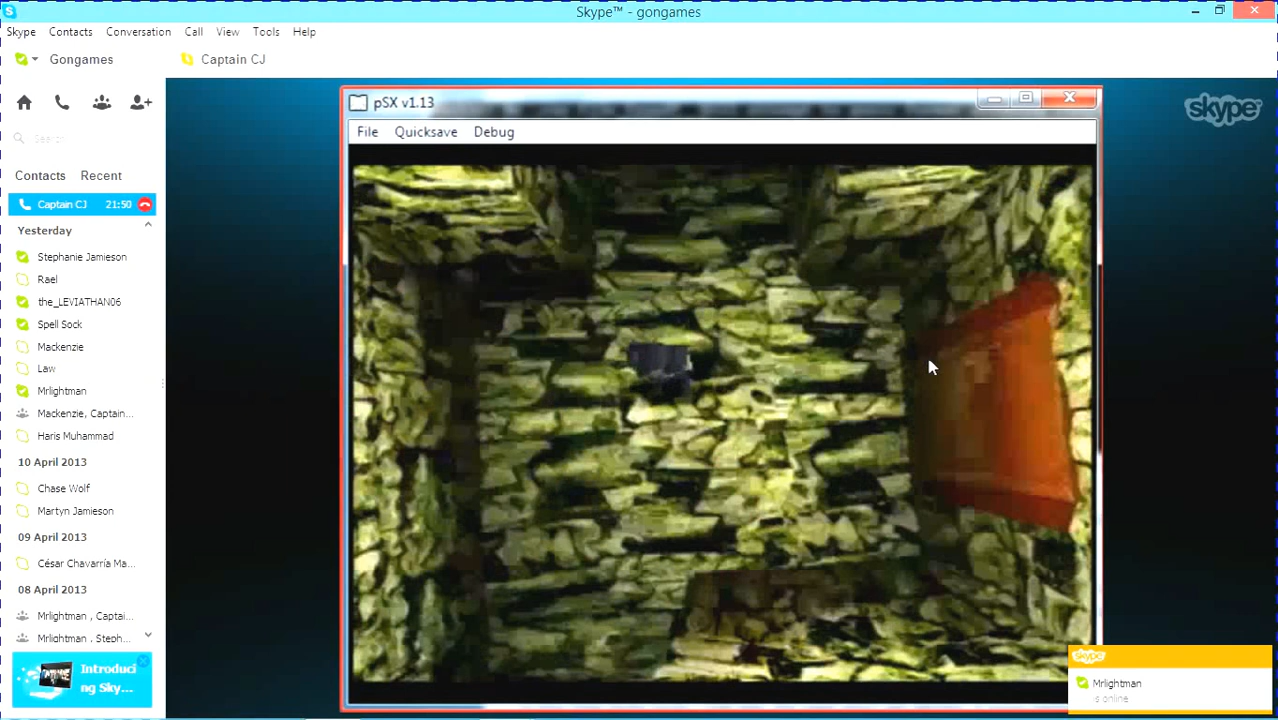 Skype™ - gongames
Skype Contacts Conversation Call View Tools Help
Gongames
Captain CJ
skype
pSX v1.13
File Quicksave Debug
Search
Contacts Recent
Captain CJ 21:50
Yesterday
Stephanie Jamieson
Rael
the_LEVIATHAN06
Spell Sock
Mackenzie
Law
Mrlightman
Mackenzie, Captain...
Haris Muhammad
10 April 2013
Chase Wolf
Martyn Jamieson
09 April 2013
César Chavarría Ma...
08 April 2013
Mrlightman , Captai...
Mrlightman , Steph...
Introduci
ng Sky...
skype
Mrlightman
is online